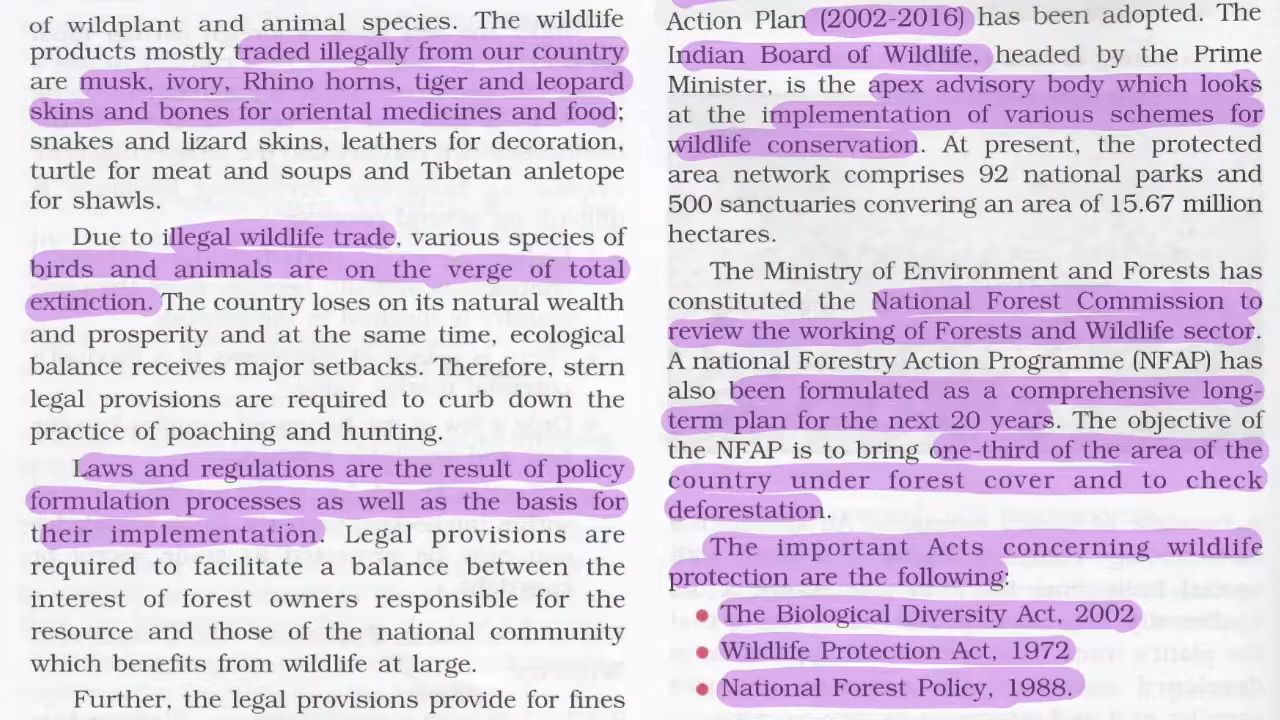 of wildplant and animal species. The wildlife
products mostly traded illegally from our country
are musk, ivory, Rhino horns, tiger and leopard
skins and bones for oriental medicines and food;
snakes and lizard skins, leathers for decoration,
turtle for meat and soups and Tibetan anletope
for shawls.
Due to illegal wildlife trade, various species of
birds and animals are on the verge of total
extinction. The country loses on its natural wealth
and prosperity and at the same time, ecological
balance receives major setbacks. Therefore, stern
legal provisions are required to curb down the
practice of poaching and hunting.
Laws and regulations are the result of policy
formulation processes as well as the basis for
their implementation. Legal provisions are
required to facilitate a balance between the
interest of forest owners responsible for the
resource and those of the national community
which benefits from wildlife at large.
Further, the legal provisions provide for fines
Action Plan (2002-2016) has been adopted. The
Indian Board of Wildlife, headed by the Prime
Minister, is the apex advisory body which looks
at the implementation of various schemes for
wildlife conservation. At present, the protected
area network comprises 92 national parks and
500 sanctuaries convering an area of 15.67 million
hectares.
The Ministry of Environment and Forests has
constituted the National Forest Commission to
review the working of Forests and Wildlife sector.
A national Forestry Action Programme (NFAP) has
also been formulated as a comprehensive long-
term plan for the next 20 years. The objective of
the NFAP is to bring one-third of the area of the
country under forest cover and to check
deforestation.
The important Acts concerning wildlife
protection are the following:
• The Biological Diversity Act, 2002
• Wildlife Protection Act, 1972
• National Forest Policy, 1988.